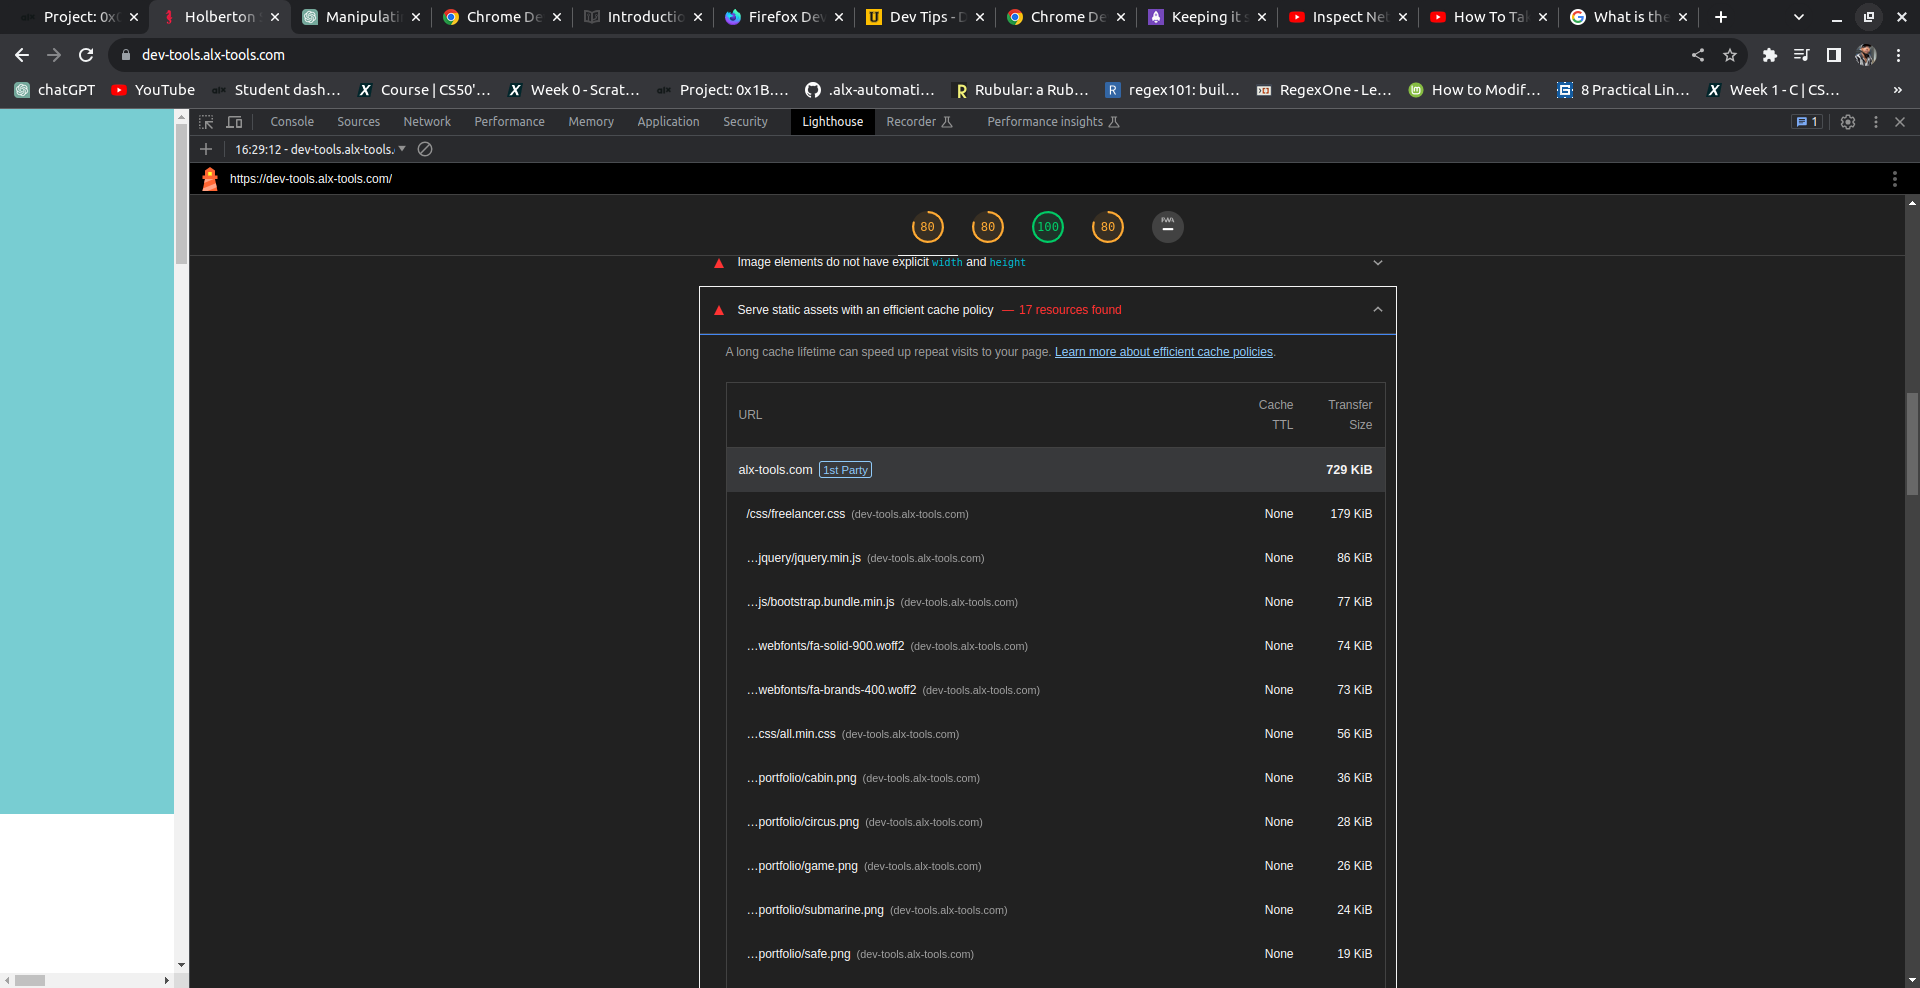 Project: 0x0
Holberton S
Manipulatin
Chrome De
Introductio
Firefox Dev
Dev Tips - D
Chrome De
Keeping it s
Inspect Net
How To Tak
What is the
dev-tools.alx-tools.com
chatGPT
YouTube
Student dash...
Course | CS50'...
Week 0 - Scrat...
Project: 0x1B....
.alx-automati...
Rubular: a Rub...
regex101: buil...
RegexOne - Le...
How to Modif...
8 Practical Lin...
Week 1 - C | CS...
»
Console Sources Network Performance Memory Application Security Lighthouse Recorder Performance insights 1
16:29:12 - dev-tools.alx-tools.
https://dev-tools.alx-tools.com/
80 80 100 80 PWA
Image elements do not have explicit width and height
Serve static assets with an efficient cache policy — 17 resources found
A long cache lifetime can speed up repeat visits to your page. Learn more about efficient cache policies.
URL Cache TTL Transfer Size
alx-tools.com 1st Party 729 KiB
/css/freelancer.css (dev-tools.alx-tools.com) None 179 KiB
…jquery/jquery.min.js (dev-tools.alx-tools.com) None 86 KiB
…js/bootstrap.bundle.min.js (dev-tools.alx-tools.com) None 77 KiB
…webfonts/fa-solid-900.woff2 (dev-tools.alx-tools.com) None 74 KiB
…webfonts/fa-brands-400.woff2 (dev-tools.alx-tools.com) None 73 KiB
…css/all.min.css (dev-tools.alx-tools.com) None 56 KiB
…portfolio/cabin.png (dev-tools.alx-tools.com) None 36 KiB
…portfolio/circus.png (dev-tools.alx-tools.com) None 28 KiB
…portfolio/game.png (dev-tools.alx-tools.com) None 26 KiB
…portfolio/submarine.png (dev-tools.alx-tools.com) None 24 KiB
…portfolio/safe.png (dev-tools.alx-tools.com) None 19 KiB